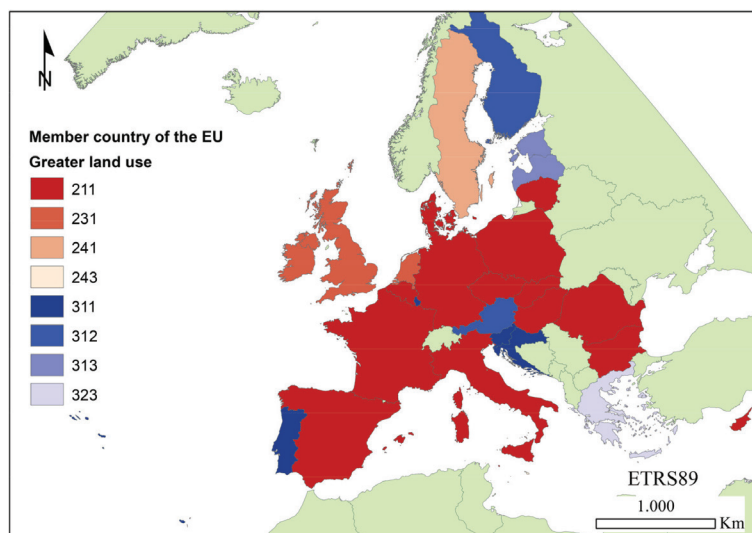 N
Member country of the EU
Greater land use
211
231
241
243
311
312
313
323
ETRS89
1.000
Km